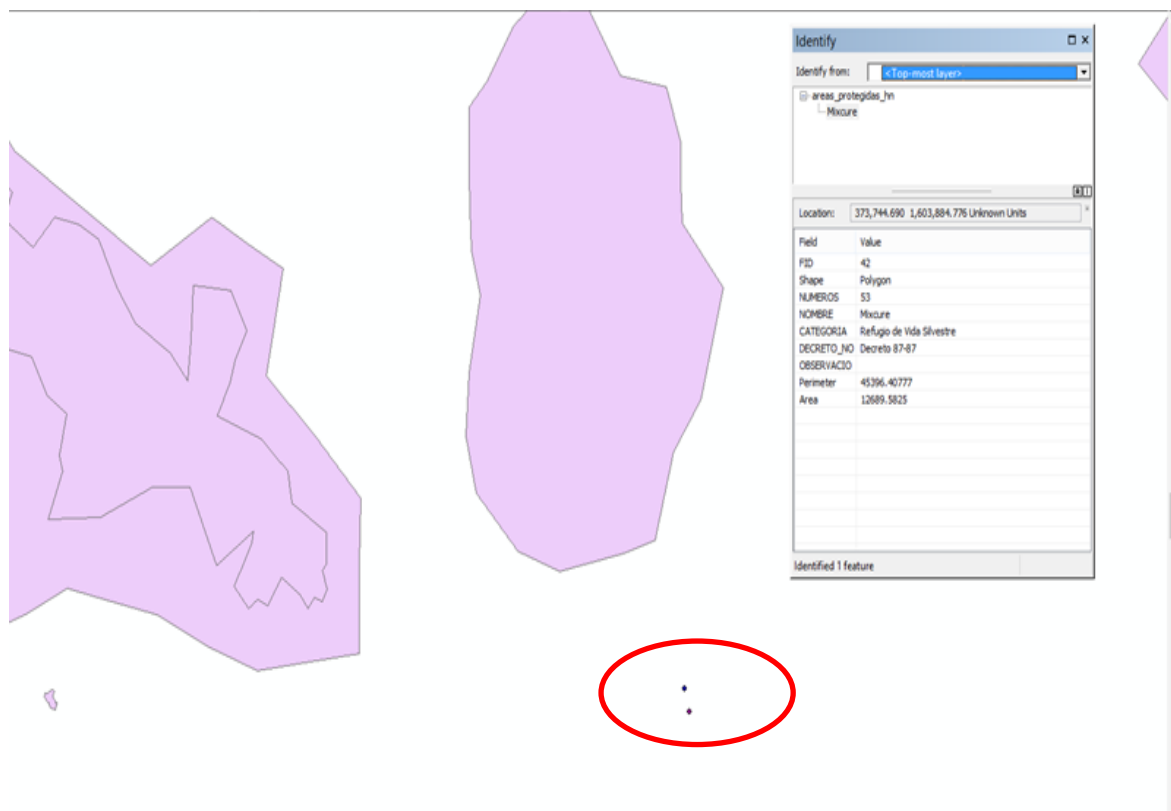 Identify
Identify from: <Top-most layer>
areas_protegidas_hn
Mixcure
Location: 373,744.690 1,603,884.776 Unknown Units
Field Value
FID 42
Shape Polygon
NUMEROS 53
NOMBRE Mixcure
CATEGORIA Refugio de Vida Silvestre
DECRETO_NO Decreto 87-87
OBSERVACIO
Perimeter 45396.40777
Area 12689.5825
Identified 1 feature